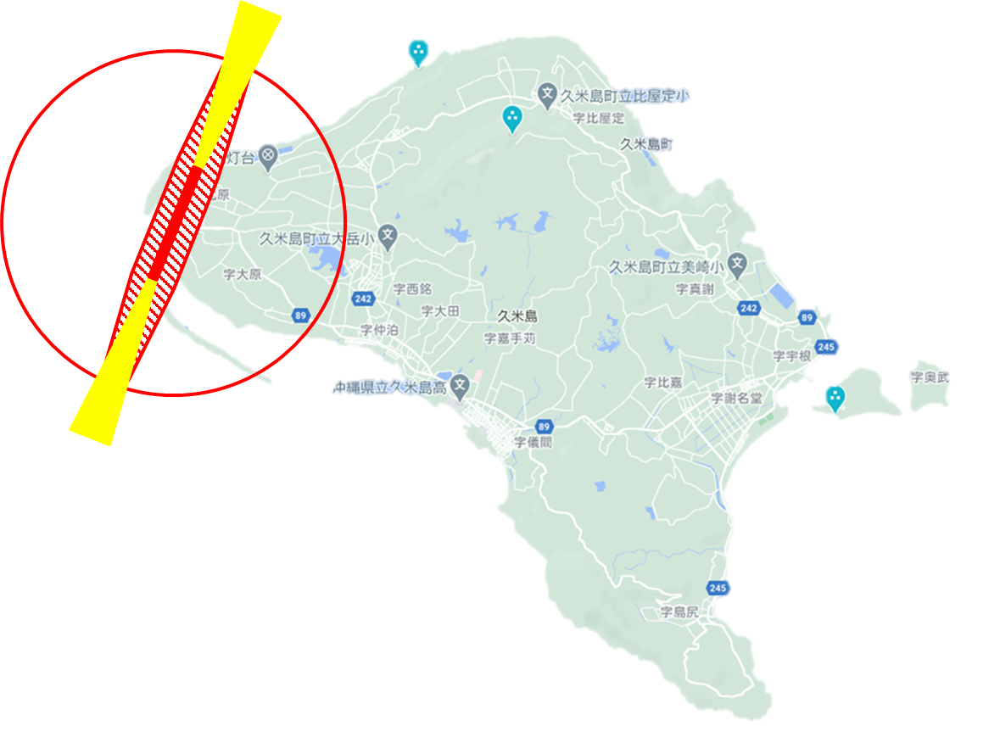 久米島町立比屋定小
字比屋定
久米島町
灯台
原
久米島町立大岳小
久米島町立美崎小
字大原
字西銘
字真謝
242
242
89
字大田
久米島
89
字仲泊
字嘉手苅
245
字宇根
字奥武
沖縄県立久米島高
字比嘉
字謝名堂
89
字儀間
245
字島尻